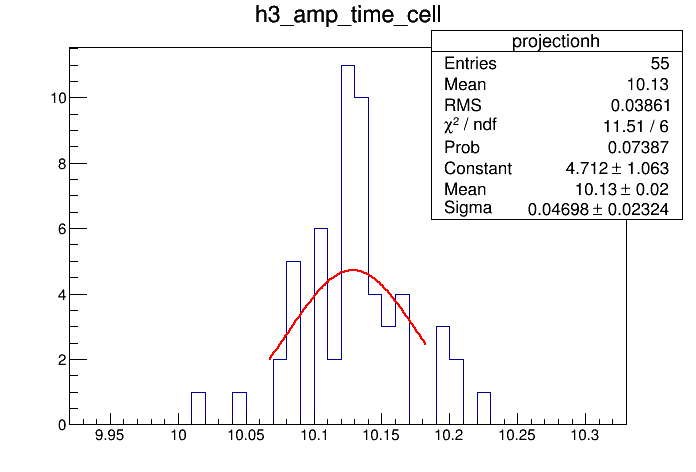 h3_amp_time_cell
projectionh
Entries 55
Mean 10.13
RMS 0.03861
χ² / ndf 11.51 / 6
Prob 0.07387
Constant 4.712 ± 1.063
Mean 10.13 ± 0.02
Sigma 0.04698 ± 0.02324
10
8
6
4
2
0
9.95 10 10.05 10.1 10.15 10.2 10.25 10.3